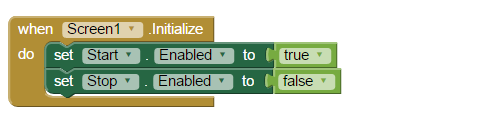 when Screen1 .Initialize
do set Start . Enabled to true
set Stop . Enabled to false